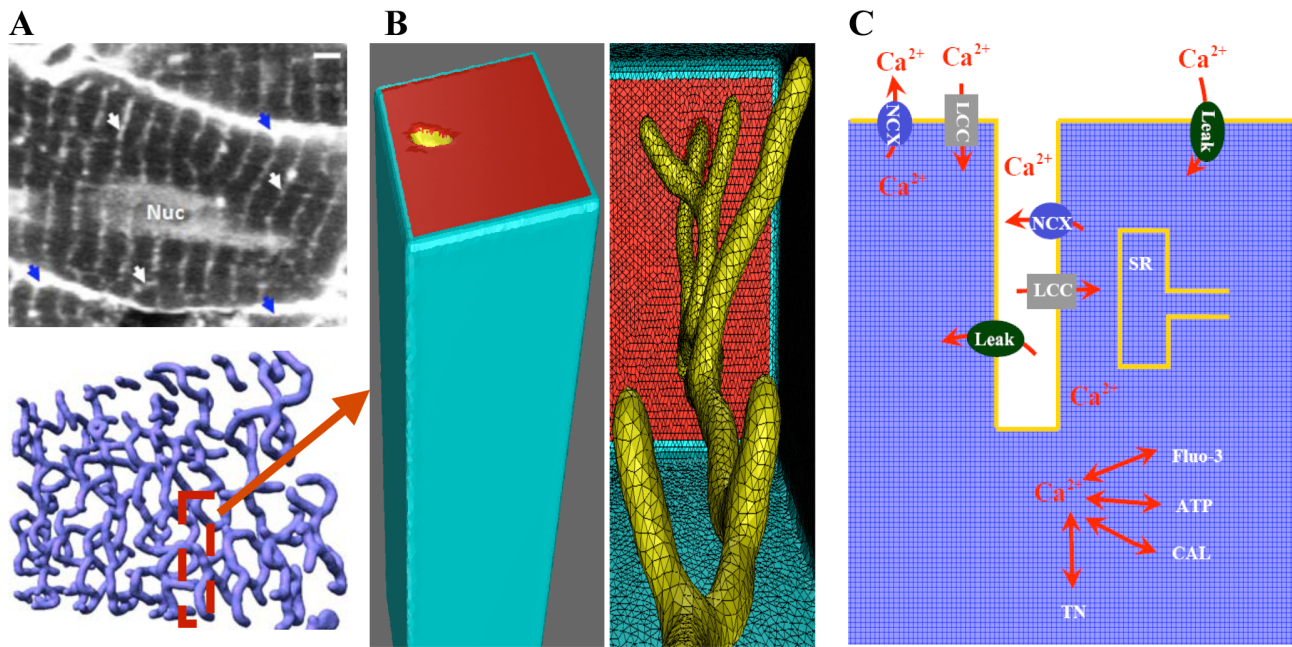 A
B
C
Nuc
Ca2+
Ca2+
Ca2+
NCX
LCC
Leak
Ca2+
Ca2+
NCX
SR
LCC
Leak
Ca2+
Fluo-3
Ca2+
ATP
CAL
TN